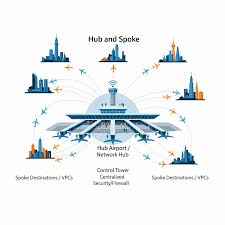 Hub and Spoke
Hub Airport /
Network Hub
Control Tower
Centralized
Security/Firewall
Spoke Destinations / VPCs
Spoke Destinations / VPCs